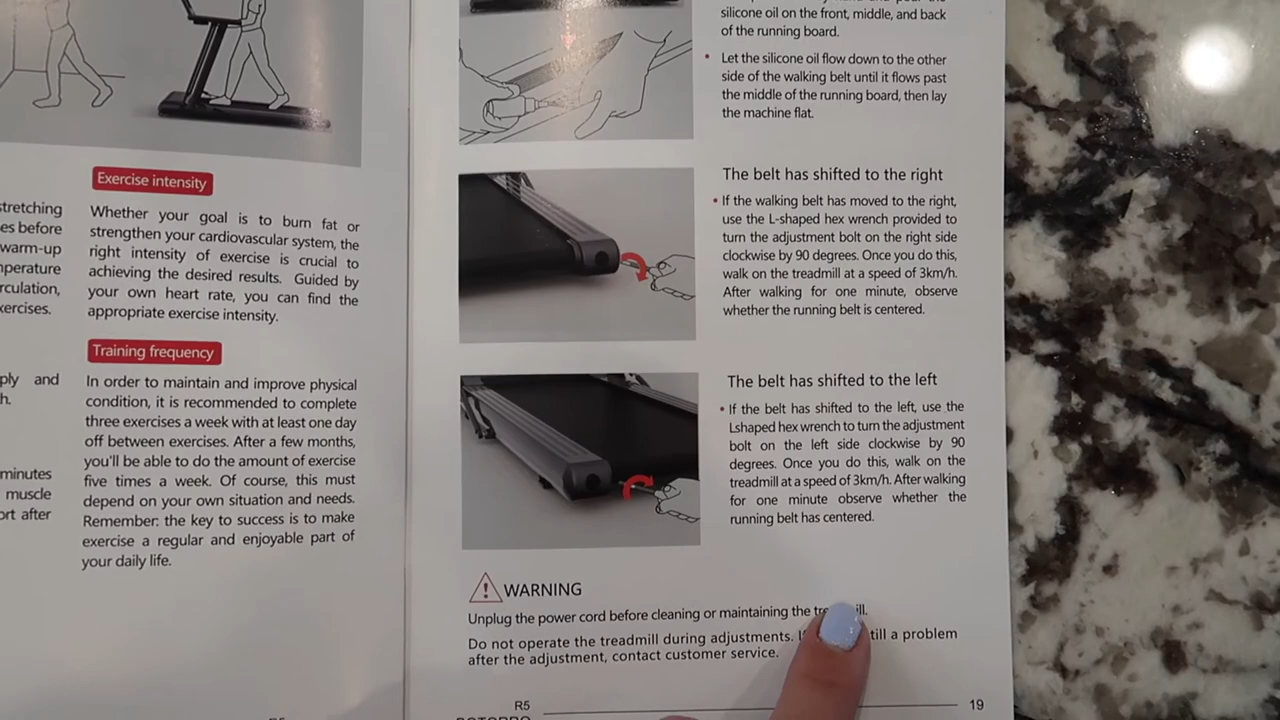 stretching
es before
warm-up
nperature
rculation,
xercises.
ply and
h.
minutes
muscle
ort after
Exercise intensity
Whether your goal is to burn fat or
strengthen your cardiovascular system, the
right intensity of exercise is crucial to
achieving the desired results. Guided by
your own heart rate, you can find the
appropriate exercise intensity.
Training frequency
In order to maintain and improve physical
condition, it is recommended to complete
three exercises a week with at least one day
off between exercises. After a few months,
you'll be able to do the amount of exercise
five times a week. Of course, this must
depend on your own situation and needs.
Remember: the key to success is to make
exercise a regular and enjoyable part of
your daily life.
silicone oil on the front, middle, and back
of the running board.
• Let the silicone oil flow down to the other
side of the walking belt until it flows past
the middle of the running board, then lay
the machine flat.
The belt has shifted to the right
• If the walking belt has moved to the right,
use the L-shaped hex wrench provided to
turn the adjustment bolt on the right side
clockwise by 90 degrees. Once you do this,
walk on the treadmill at a speed of 3km/h.
After walking for one minute, observe
whether the running belt is centered.
The belt has shifted to the left
• If the belt has shifted to the left, use the
Lshaped hex wrench to turn the adjustment
bolt on the left side clockwise by 90
degrees. Once you do this, walk on the
treadmill at a speed of 3km/h. After walking
for one minute observe whether the
running belt has centered.
WARNING
Unplug the power cord before cleaning or maintaining the
Do not operate the treadmill during adjustments. till a problem
after the adjustment, contact customer service.
R5
19